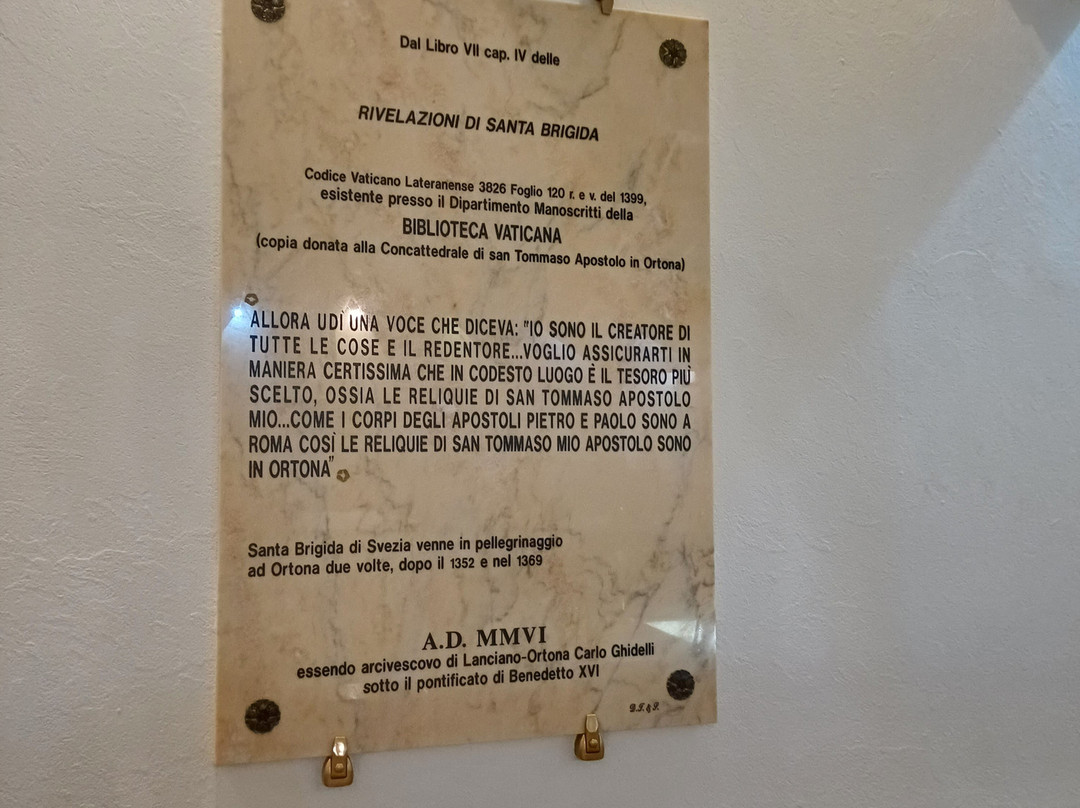 Dal Libro VII cap. IV delle
RIVELAZIONI DI SANTA BRIGIDA
Codice Vaticano Lateranense 3826 Foglio 120 r. e v. del 1399,
esistente presso il Dipartimento Manoscritti della
BIBLIOTECA VATICANA
(copia donata alla Concattedrale di san Tommaso Apostolo in Ortona)
ALLORA UDÌ UNA VOCE CHE DICEVA: "IO SONO IL CREATORE DI
TUTTE LE COSE E IL REDENTORE...VOGLIO ASSICURARTI IN
MANIERA CERTISSIMA CHE IN CODESTO LUOGO È IL TESORO PIÙ
SCELTO, OSSIA LE RELIQUIE DI SAN TOMMASO APOSTOLO
MIO...COME I CORPI DEGLI APOSTOLI PIETRO E PAOLO SONO A
ROMA COSÌ LE RELIQUIE DI SAN TOMMASO MIO APOSTOLO SONO
IN ORTONA"
Santa Brigida di Svezia venne in pellegrinaggio
ad Ortona due volte, dopo il 1352 e nel 1369
A.D. MMVI
essendo arcivescovo di Lanciano-Ortona Carlo Ghidelli
sotto il pontificato di Benedetto XVI